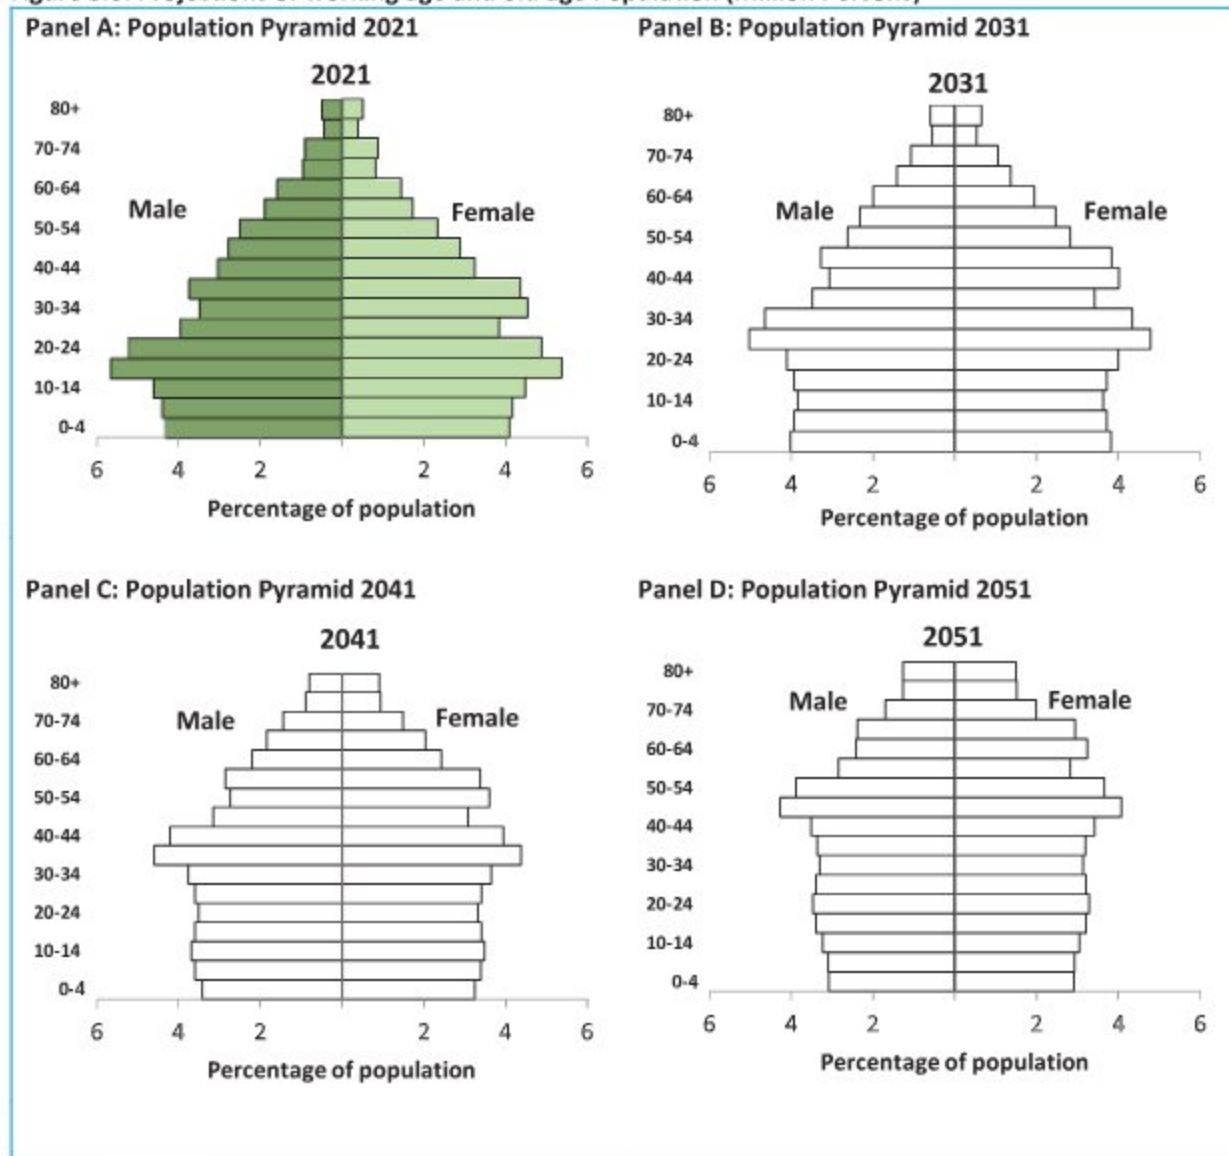 Panel A: Population Pyramid 2021
2021
80+
70-74
60-64
50-54
40-44
30-34
20-24
10-14
0-4
Male
Female
6 4 2 2 4 6
Percentage of population
Panel B: Population Pyramid 2031
2031
80+
70-74
60-64
50-54
40-44
30-34
20-24
10-14
0-4
Male
Female
6 4 2 2 4 6
Percentage of population
Panel C: Population Pyramid 2041
2041
80+
70-74
60-64
50-54
40-44
30-34
20-24
10-14
0-4
Male
Female
6 4 2 2 4 6
Percentage of population
Panel D: Population Pyramid 2051
2051
80+
70-74
60-64
50-54
40-44
30-34
20-24
10-14
0-4
Male
Female
6 4 2 2 4 6
Percentage of population